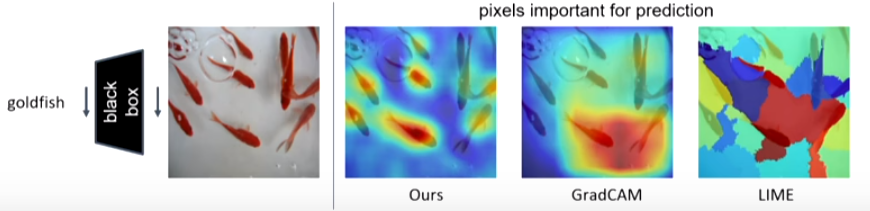 pixels important for prediction
goldfish
black
box
Ours
GradCAM
LIME